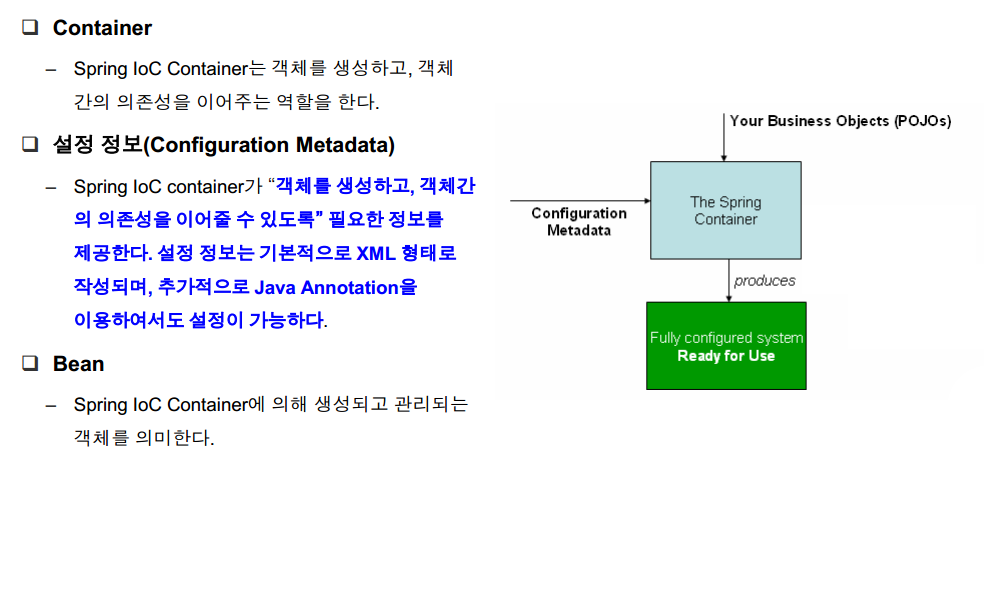 ❑ Container
– Spring IoC Container는 객체를 생성하고, 객체
간의 의존성을 이어주는 역할을 한다.
❑ 설정 정보(Configuration Metadata)
– Spring IoC container가 “객체를 생성하고, 객체간
의 의존성을 이어줄 수 있도록” 필요한 정보를
제공한다. 설정 정보는 기본적으로 XML 형태로
작성되며, 추가적으로 Java Annotation을
이용하여서도 설정이 가능하다.
❑ Bean
– Spring IoC Container에 의해 생성되고 관리되는
객체를 의미한다.
Your Business Objects (POJOs)
The Spring
Container
Configuration
Metadata
produces
Fully configured system
Ready for Use